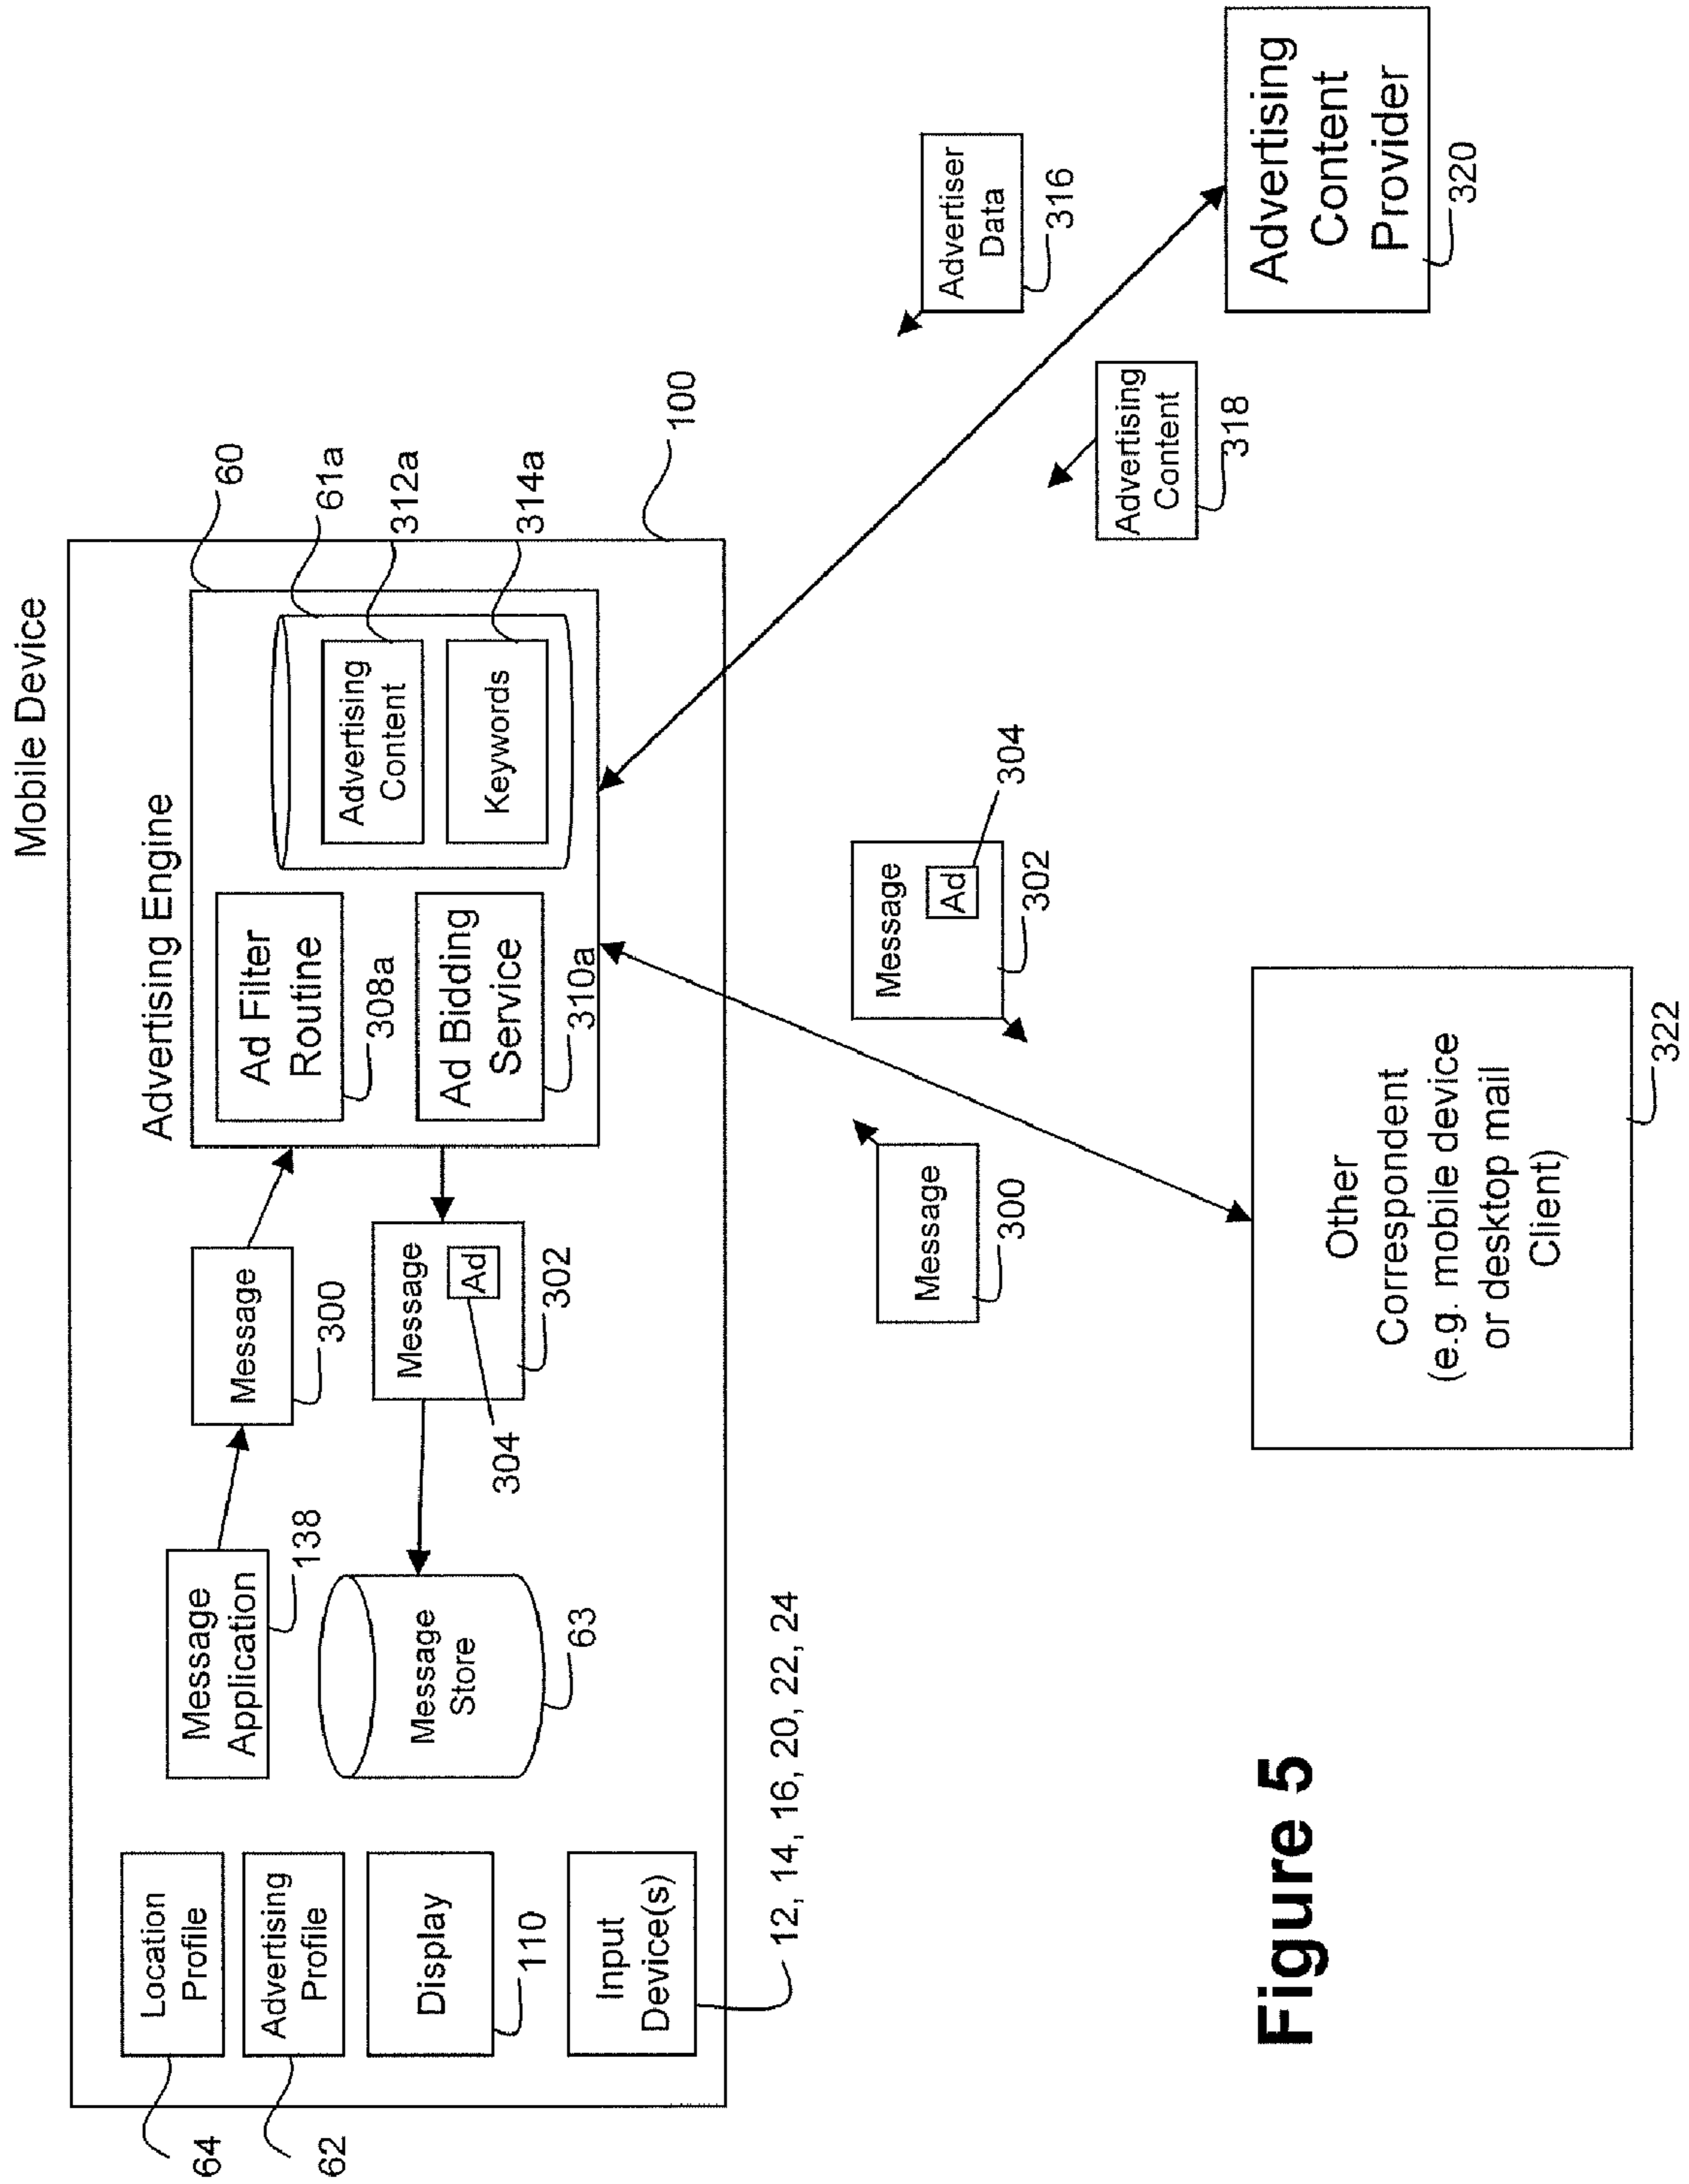 Mobile Device
Advertising Engine
60
61a
312a
314a
100
Location
Profile
64
Advertising
Profile
62
Display
110
Input
Device(s)
12, 14, 16, 20, 22, 24
Message
Application
138
Message
300
Message
Store
63
Message
Ad
304
302
Ad Filter
Routine
308a
Ad Bidding
Service
310a
Advertising
Content
Keywords
Message
300
Message
Ad
304
302
Advertiser
Data
316
Advertising
Content
318
Other
Correspondent
(e.g. mobile device
or desktop mail
Client)
322
Advertising
Content
Provider
320
Figure 5